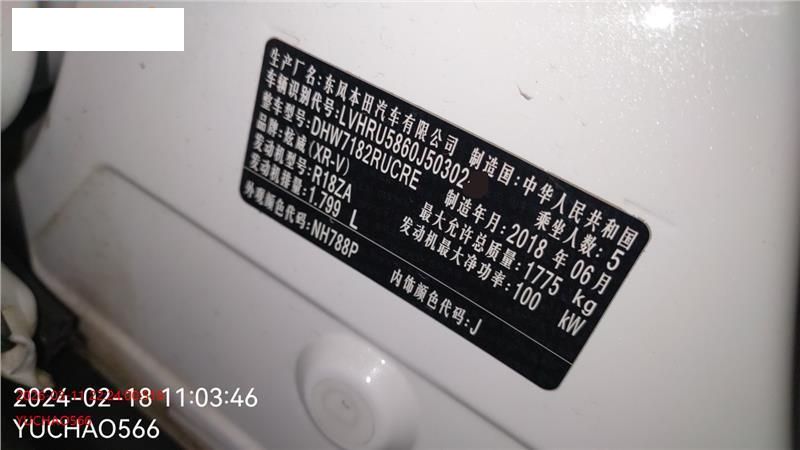 生产厂名:东风本田汽车有限公司 制造国:中华人民共和国
车辆识别代号:LVHRU5860J50302 乘坐人数:5
整车型号:DHW7182RUCRE 制造年月:2018 年 06 月
品牌:炫威(XR-V) 最大允许总质量:1775 kg
发动机型号:R18ZA 发动机最大净功率:100 kW
发动机排量:1.799 L
外观颜色代码:NH788P 内饰颜色代码:J
2024-02-18 11:03:46
YUCHAO566
YUCHAO566